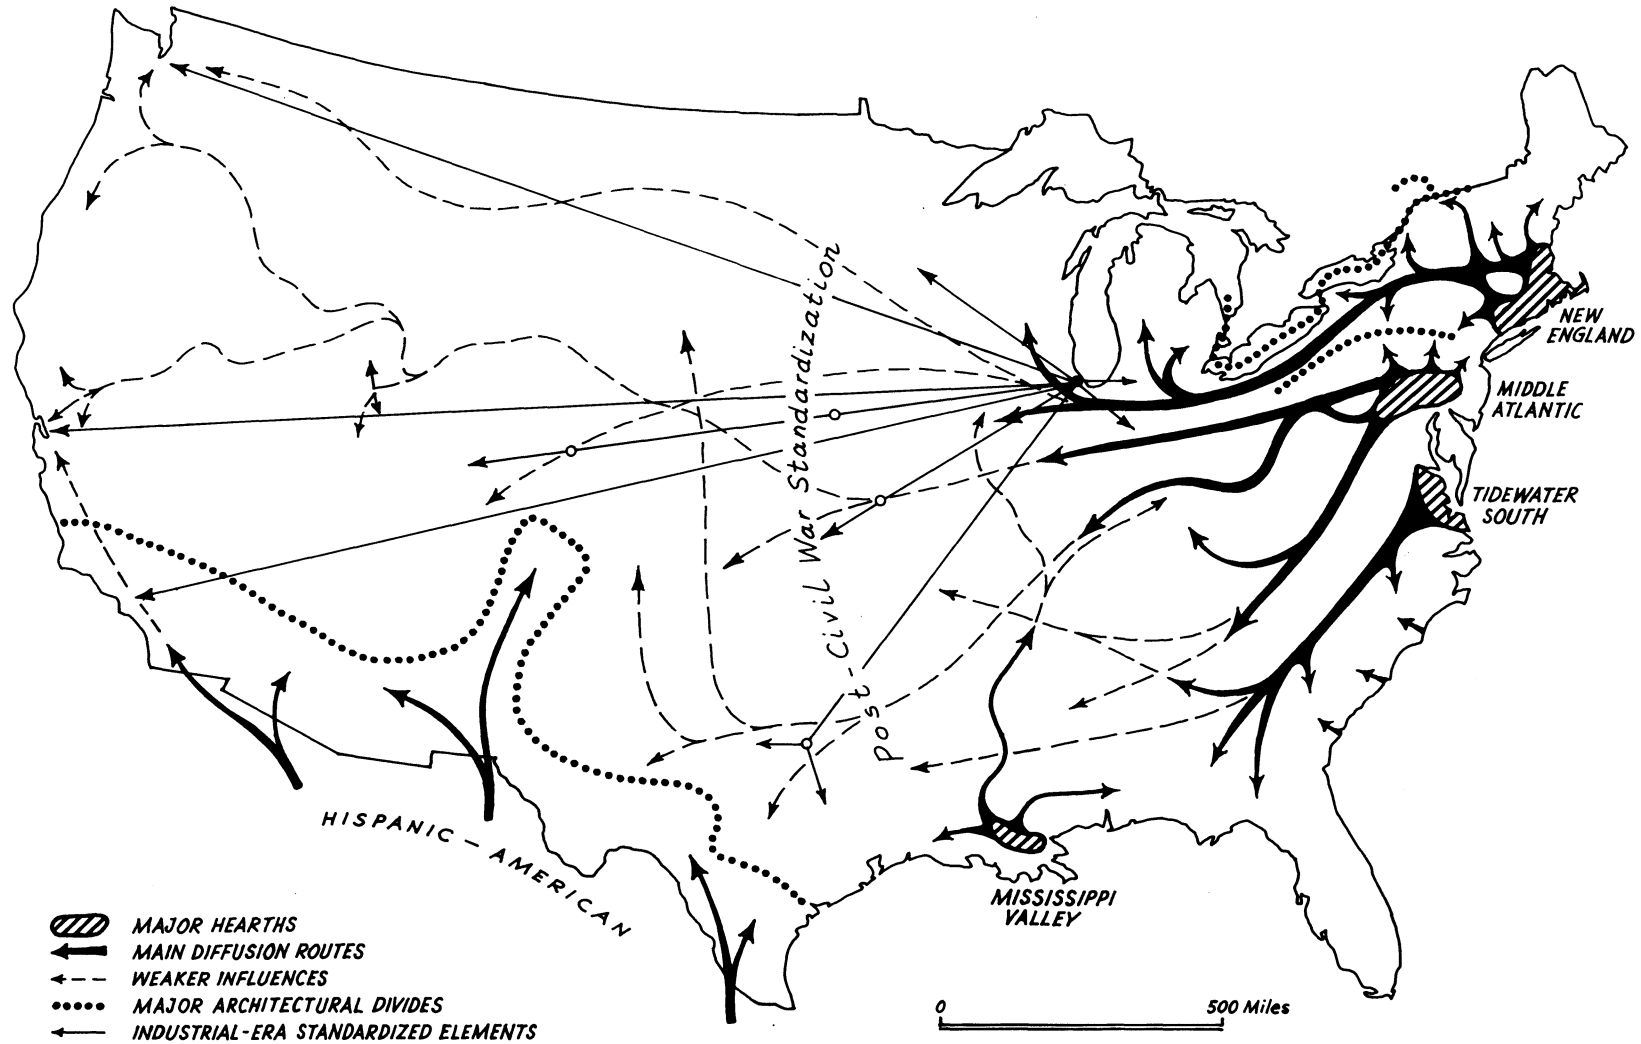 Post-Civil War Standardization
NEW
ENGLAND
MIDDLE
ATLANTIC
TIDEWATER
SOUTH
HISPANIC - AMERICAN
MISSISSIPPI
VALLEY
MAJOR HEARTHS
MAIN DIFFUSION ROUTES
WEAKER INFLUENCES
MAJOR ARCHITECTURAL DIVIDES
INDUSTRIAL-ERA STANDARDIZED ELEMENTS
0 500 Miles